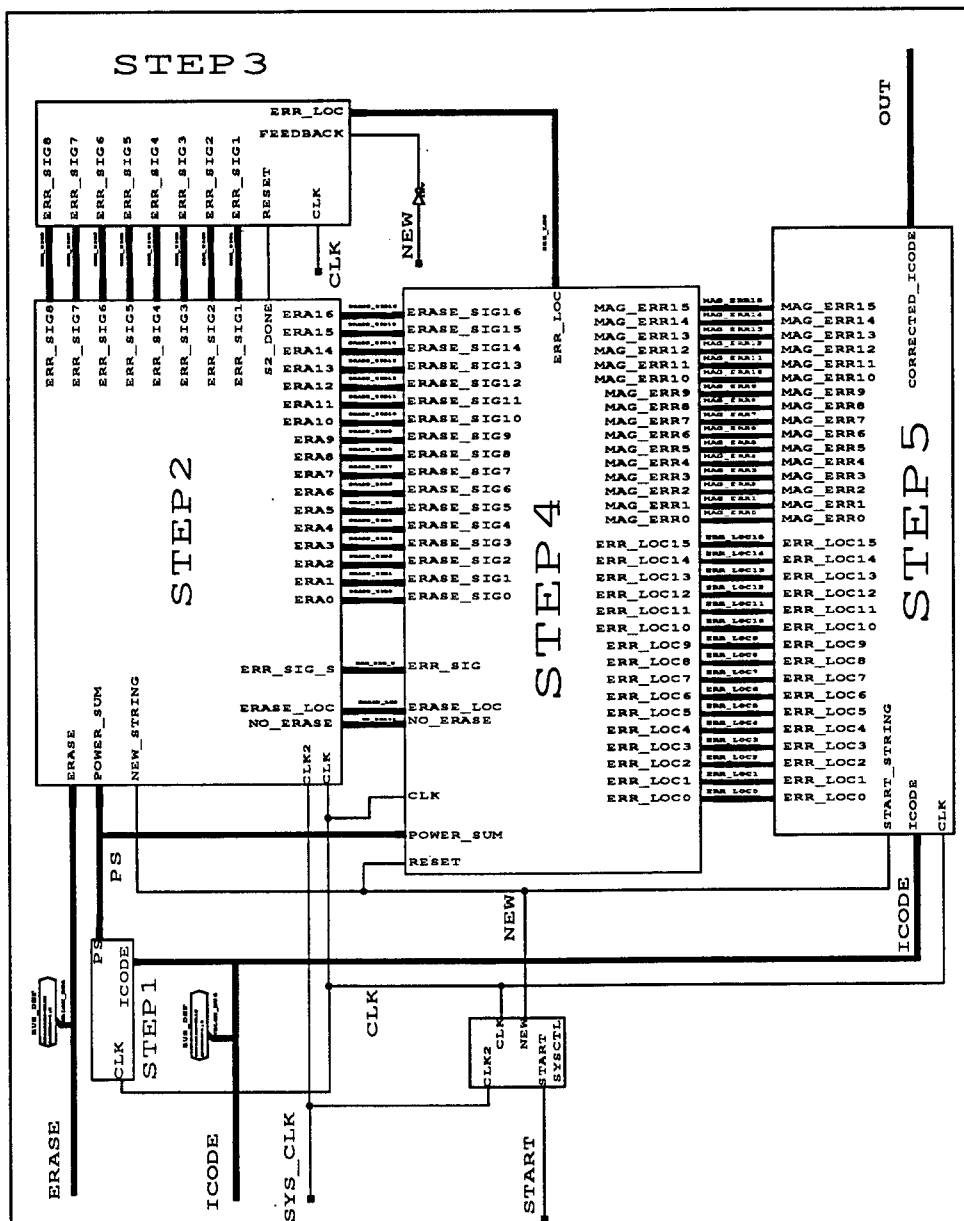 STEP3
ERR_LOC
FEEDBACK
ERR_SIG8
ERR_SIG7
ERR_SIG6
ERR_SIG5
ERR_SIG4
ERR_SIG3
ERR_SIG2
ERR_SIG1
RESET
CLK
CLK
NEW
OUT
STEP2
ERR_SIG8
ERR_SIG7
ERR_SIG6
ERR_SIG5
ERR_SIG4
ERR_SIG3
ERR_SIG2
ERR_SIG1
S2_DONE
ERA16
ERA15
ERA14
ERA13
ERA12
ERA11
ERA10
ERA9
ERA8
ERA7
ERA6
ERA5
ERA4
ERA3
ERA2
ERA1
ERA0
ERR_SIG_S
ERASE_LOC
NO_ERASE
ERASE
POWER_SUM
NEW_STRING
CLK2
CLK
STEP4
ERASE_SIG16
ERASE_SIG15
ERASE_SIG14
ERASE_SIG13
ERASE_SIG12
ERASE_SIG11
ERASE_SIG10
ERASE_SIG9
ERASE_SIG8
ERASE_SIG7
ERASE_SIG6
ERASE_SIG5
ERASE_SIG4
ERASE_SIG3
ERASE_SIG2
ERASE_SIG1
ERASE_SIG0
ERR_SIG
ERASE_LOC
NO_ERASE
CLK
POWER_SUM
RESET
ERR_LOC
MAG_ERR15
MAG_ERR14
MAG_ERR13
MAG_ERR12
MAG_ERR11
MAG_ERR10
MAG_ERR9
MAG_ERR8
MAG_ERR7
MAG_ERR6
MAG_ERR5
MAG_ERR4
MAG_ERR3
MAG_ERR2
MAG_ERR1
MAG_ERR0
ERR_LOC15
ERR_LOC14
ERR_LOC13
ERR_LOC12
ERR_LOC11
ERR_LOC10
ERR_LOC9
ERR_LOC8
ERR_LOC7
ERR_LOC6
ERR_LOC5
ERR_LOC4
ERR_LOC3
ERR_LOC2
ERR_LOC1
ERR_LOC0
STEP5
CORRECTED_ICODE
MAG_ERR15
MAG_ERR14
MAG_ERR13
MAG_ERR12
MAG_ERR11
MAG_ERR10
MAG_ERR9
MAG_ERR8
MAG_ERR7
MAG_ERR6
MAG_ERR5
MAG_ERR4
MAG_ERR3
MAG_ERR2
MAG_ERR1
MAG_ERR0
ERR_LOC15
ERR_LOC14
ERR_LOC13
ERR_LOC12
ERR_LOC11
ERR_LOC10
ERR_LOC9
ERR_LOC8
ERR_LOC7
ERR_LOC6
ERR_LOC5
ERR_LOC4
ERR_LOC3
ERR_LOC2
ERR_LOC1
ERR_LOC0
START_STRING
ICODE
CLK
PS
NEW
ICODE
PS
ICODE
CLK
STEP1
CLK
CLK2
CLK
NEW
START
SYSCTL
ERASE
ICODE
SYS_CLK
START